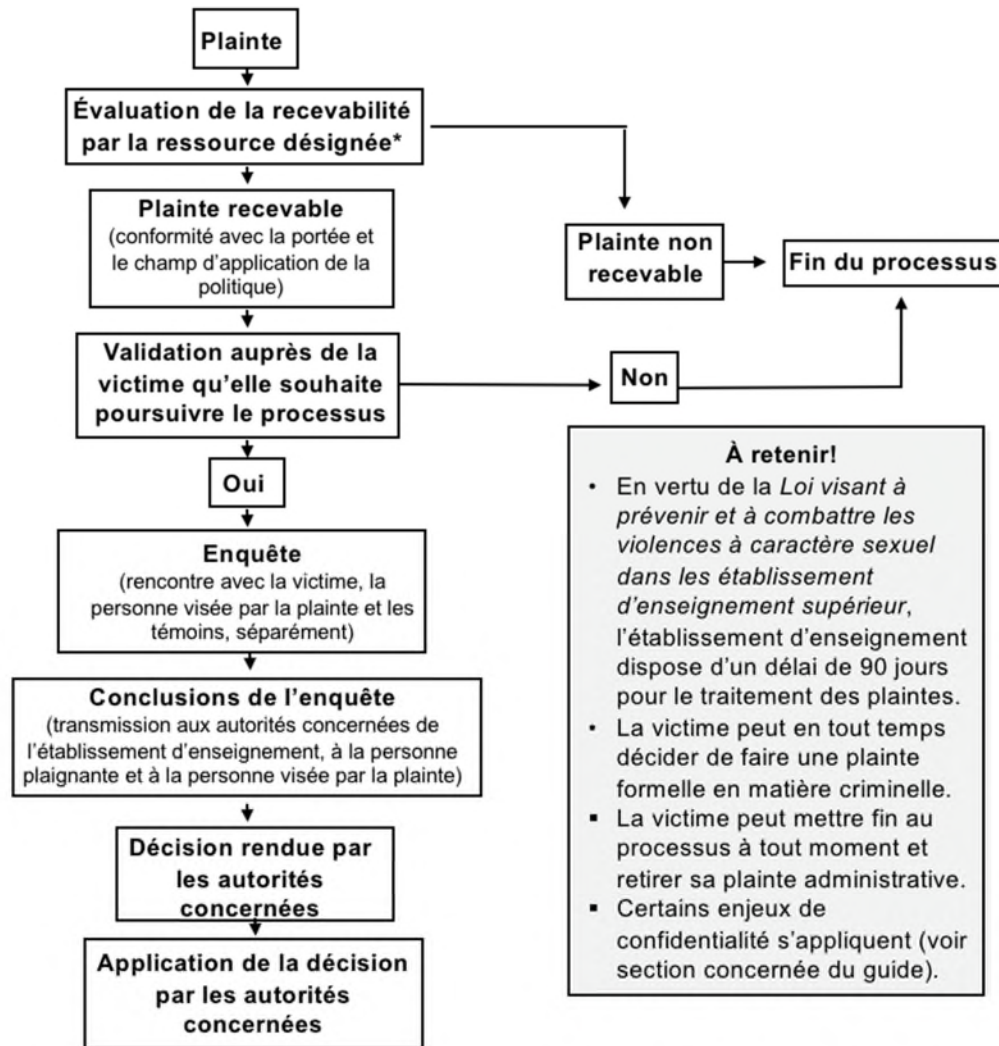 Plainte
Évaluation de la recevabilité
par la ressource désignée*
Plainte recevable
(conformité avec la portée et
le champ d'application de la
politique)
Plainte non
recevable
Fin du processus
Validation auprès de la
victime qu'elle souhaite
poursuivre le processus
Non
Oui
Enquête
(rencontre avec la victime, la
personne visée par la plainte et les
témoins, séparément)
Conclusions de l'enquête
(transmission aux autorités concernées de
l'établissement d'enseignement, à la personne
plaignante et à la personne visée par la plainte)
Décision rendue par
les autorités
concernées
Application de la décision
par les autorités
concernées
À retenir!
• En vertu de la Loi visant à
prévenir et à combattre les
violences à caractère sexuel
dans les établissement
d'enseignement supérieur,
l'établissement d'enseignement
dispose d'un délai de 90 jours
pour le traitement des plaintes.
• La victime peut en tout temps
décider de faire une plainte
formelle en matière criminelle.
▪ La victime peut mettre fin au
processus à tout moment et
retirer sa plainte administrative.
▪ Certains enjeux de
confidentialité s'appliquent (voir
section concernée du guide).